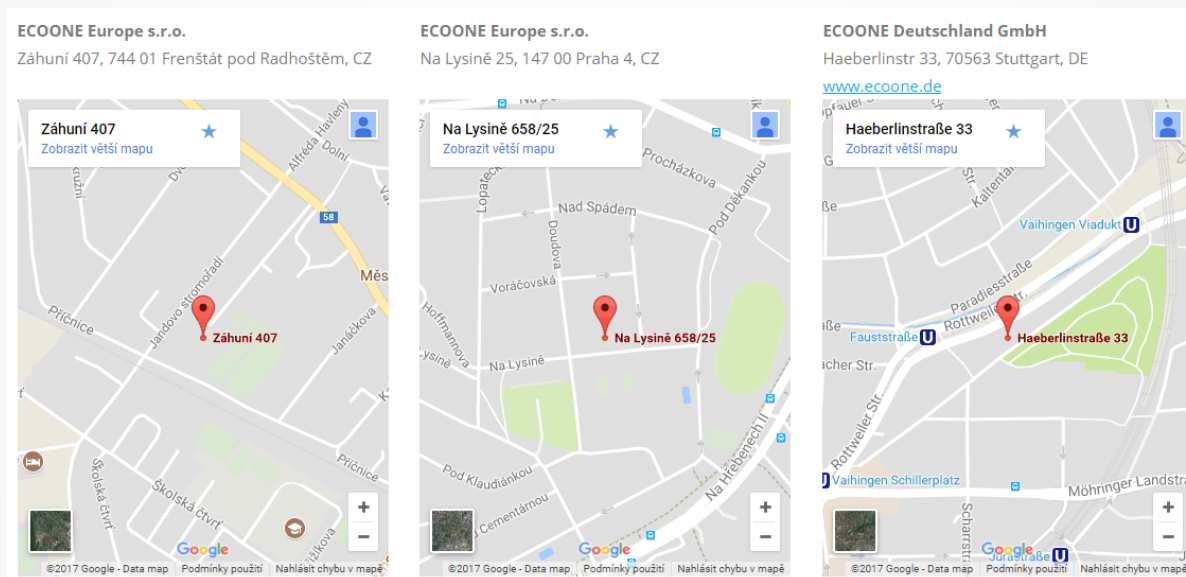 ECOONE Europe s.r.o.
Záhuní 407, 744 01 Frenštát pod Radhoštěm, CZ
Záhuní 407
Zobrazit větší mapu
Alfréda Havleny
Dolní
58
Jandovo stromořadí
Příčnice
Záhuní 407
Janáčkova
Příčnice
Školská čtvrť
Školská čtvrť
Google
©2017 Google - Data map Podmínky použití Nahlásit chybu v mapě
ECOONE Europe s.r.o.
Na Lysině 25, 147 00 Praha 4, CZ
Na Lysině 658/25
Zobrazit větší mapu
Procházkova
Nad Spádem
Pod Děkankou
Doudova
Voráčovská
Hoffmannova
Na Lysině 658/25
Na Lysině
Pod Klaudiánkou
Na Hřebenech II
Cementárnou
Google
©2017 Google - Data map Podmínky použití Nahlásit chybu v mapě
ECOONE Deutschland GmbH
Haeberlinstr 33, 70563 Stuttgart, DE
www.ecoone.de
Haeberlinstraße 33
Zobrazit větší mapu
Str.
Vaihingen Viadukt U
Paradiesstraße
Rottweiler Str.
Fauststraße U
Haeberlinstraße 33
Rottweiler Str.
Vaihingen Schillerplatz
Möhringer
Google
U
©2017 Google - Data map Podmínky použití Nahlásit chybu v mapě